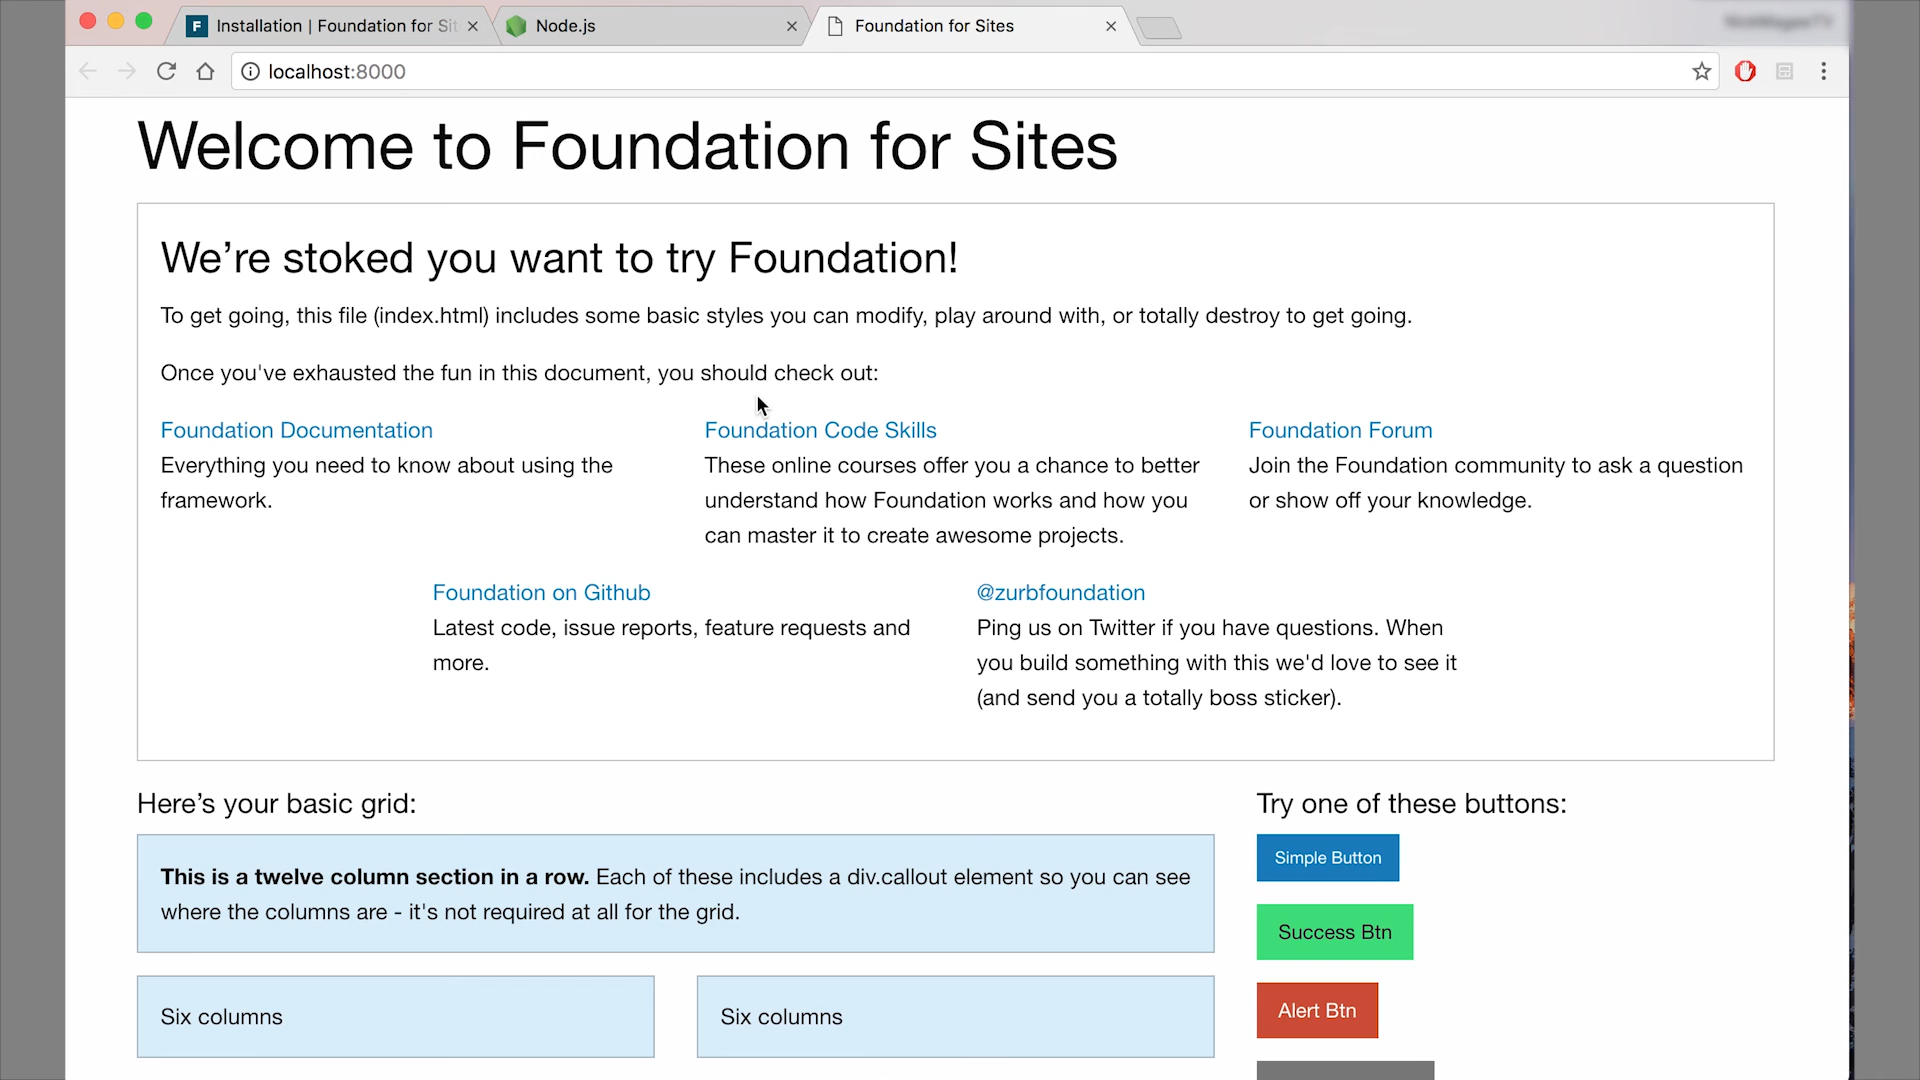 Installation | Foundation for Sit
Node.js
Foundation for Sites
localhost:8000
Welcome to Foundation for Sites
We’re stoked you want to try Foundation!
To get going, this file (index.html) includes some basic styles you can modify, play around with, or totally destroy to get going.
Once you've exhausted the fun in this document, you should check out:
Foundation Documentation
Everything you need to know about using the
framework.
Foundation Code Skills
These online courses offer you a chance to better
understand how Foundation works and how you
can master it to create awesome projects.
Foundation Forum
Join the Foundation community to ask a question
or show off your knowledge.
Foundation on Github
Latest code, issue reports, feature requests and
more.
@zurbfoundation
Ping us on Twitter if you have questions. When
you build something with this we'd love to see it
(and send you a totally boss sticker).
Here’s your basic grid:
This is a twelve column section in a row. Each of these includes a div.callout element so you can see
where the columns are - it's not required at all for the grid.
Six columns
Six columns
Try one of these buttons:
Simple Button
Success Btn
Alert Btn